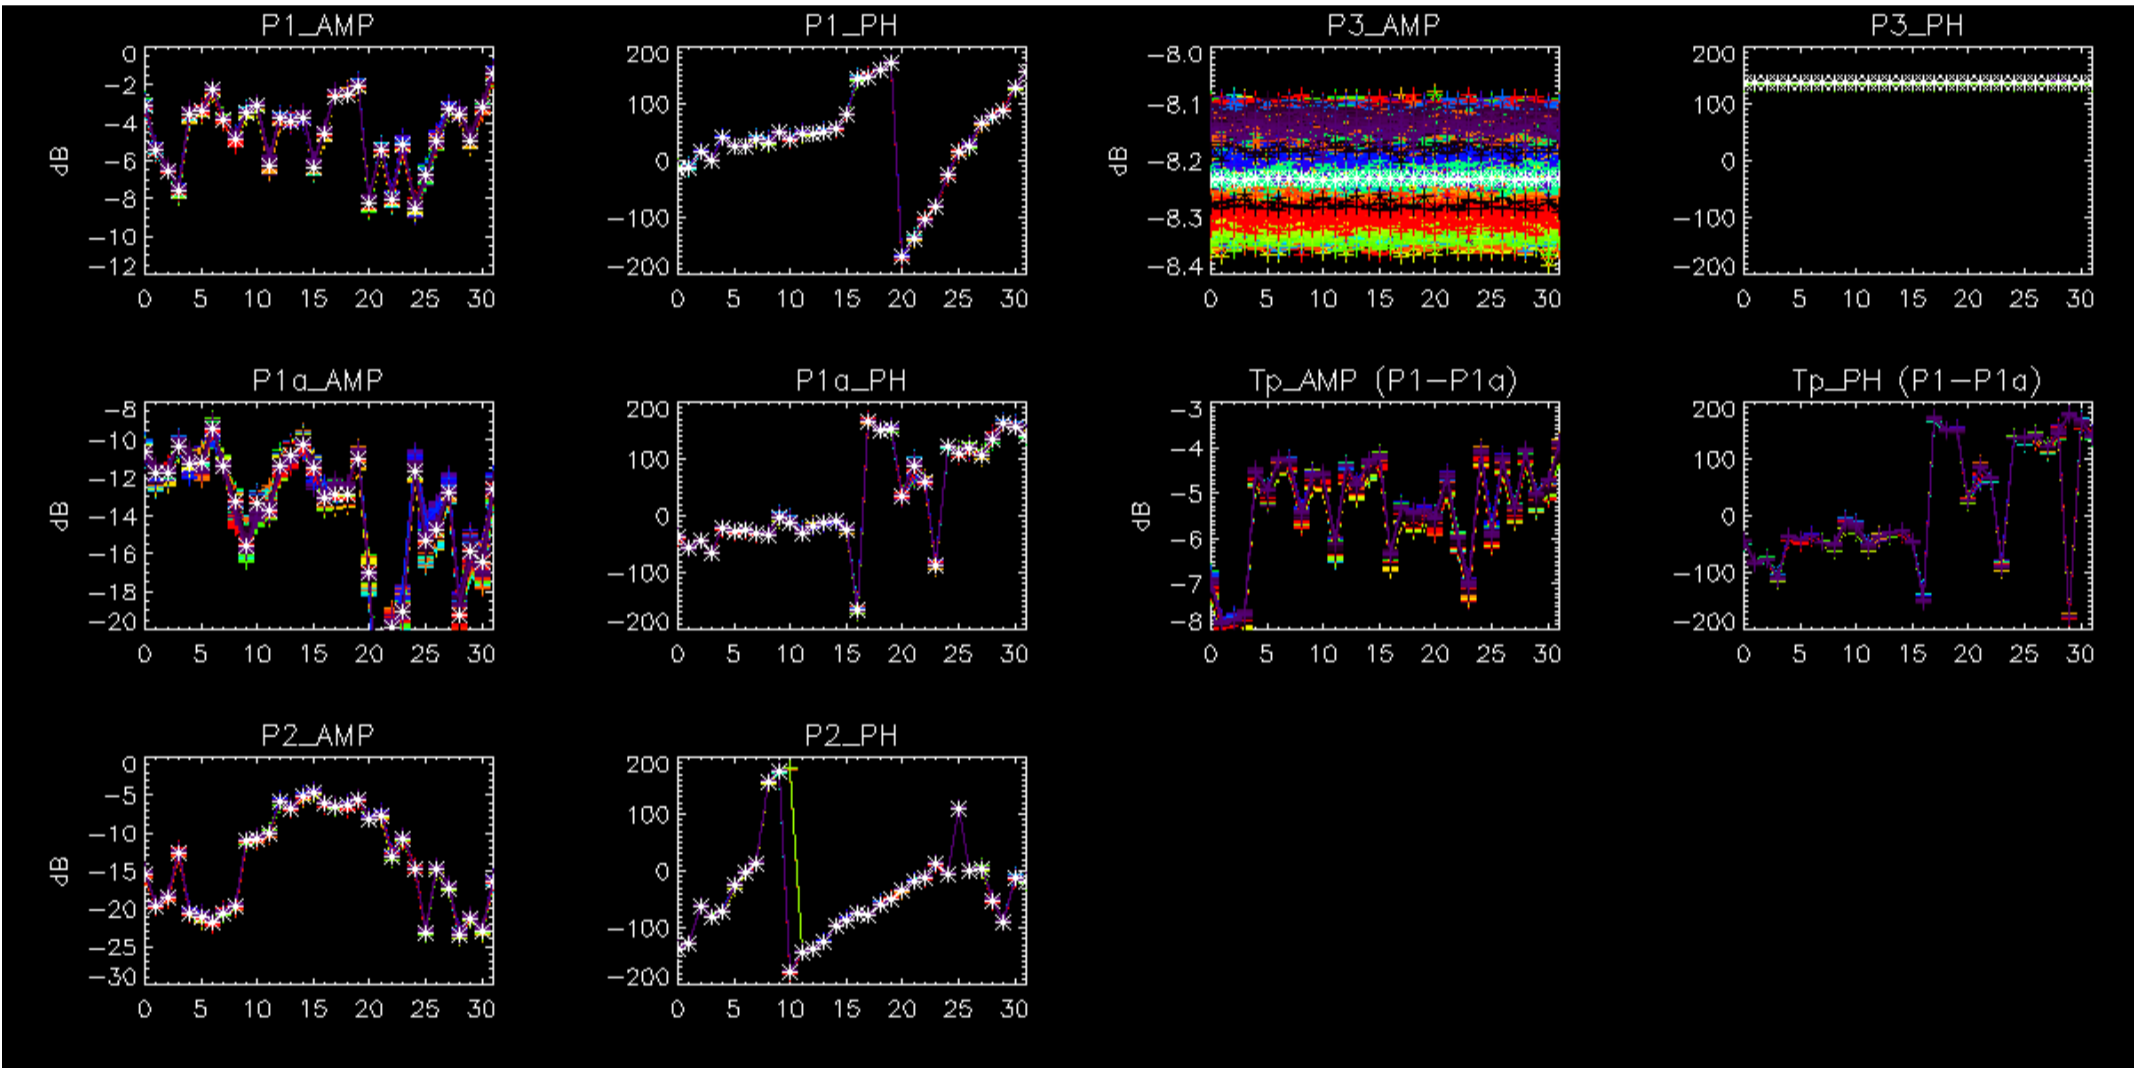 P1_AMP
0
−2
−4
−6
−8
−10
−12
dB
0 5 10 15 20 25 30
P1_PH
200
100
0
−100
−200
0 5 10 15 20 25 30
P3_AMP
−8.0
−8.1
−8.2
−8.3
−8.4
dB
0 5 10 15 20 25 30
P3_PH
200
100
0
−100
−200
0 5 10 15 20 25 30
P1a_AMP
−8
−10
−12
−14
−16
−18
−20
dB
0 5 10 15 20 25 30
P1a_PH
200
100
0
−100
−200
0 5 10 15 20 25 30
Tp_AMP (P1−P1a)
−3
−4
−5
−6
−7
−8
dB
0 5 10 15 20 25 30
Tp_PH (P1−P1a)
200
100
0
−100
−200
0 5 10 15 20 25 30
P2_AMP
0
−5
−10
−15
−20
−25
−30
dB
0 5 10 15 20 25 30
P2_PH
200
100
0
−100
−200
0 5 10 15 20 25 30